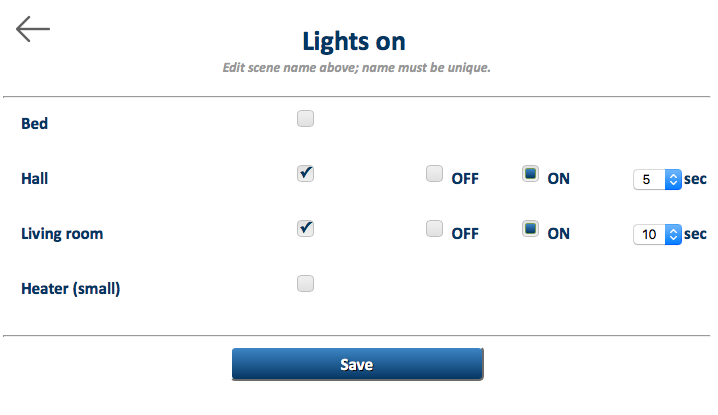 Lights on
Edit scene name above; name must be unique.
Bed
Hall OFF ON 5 sec
Living room OFF ON 10 sec
Heater (small)
Save